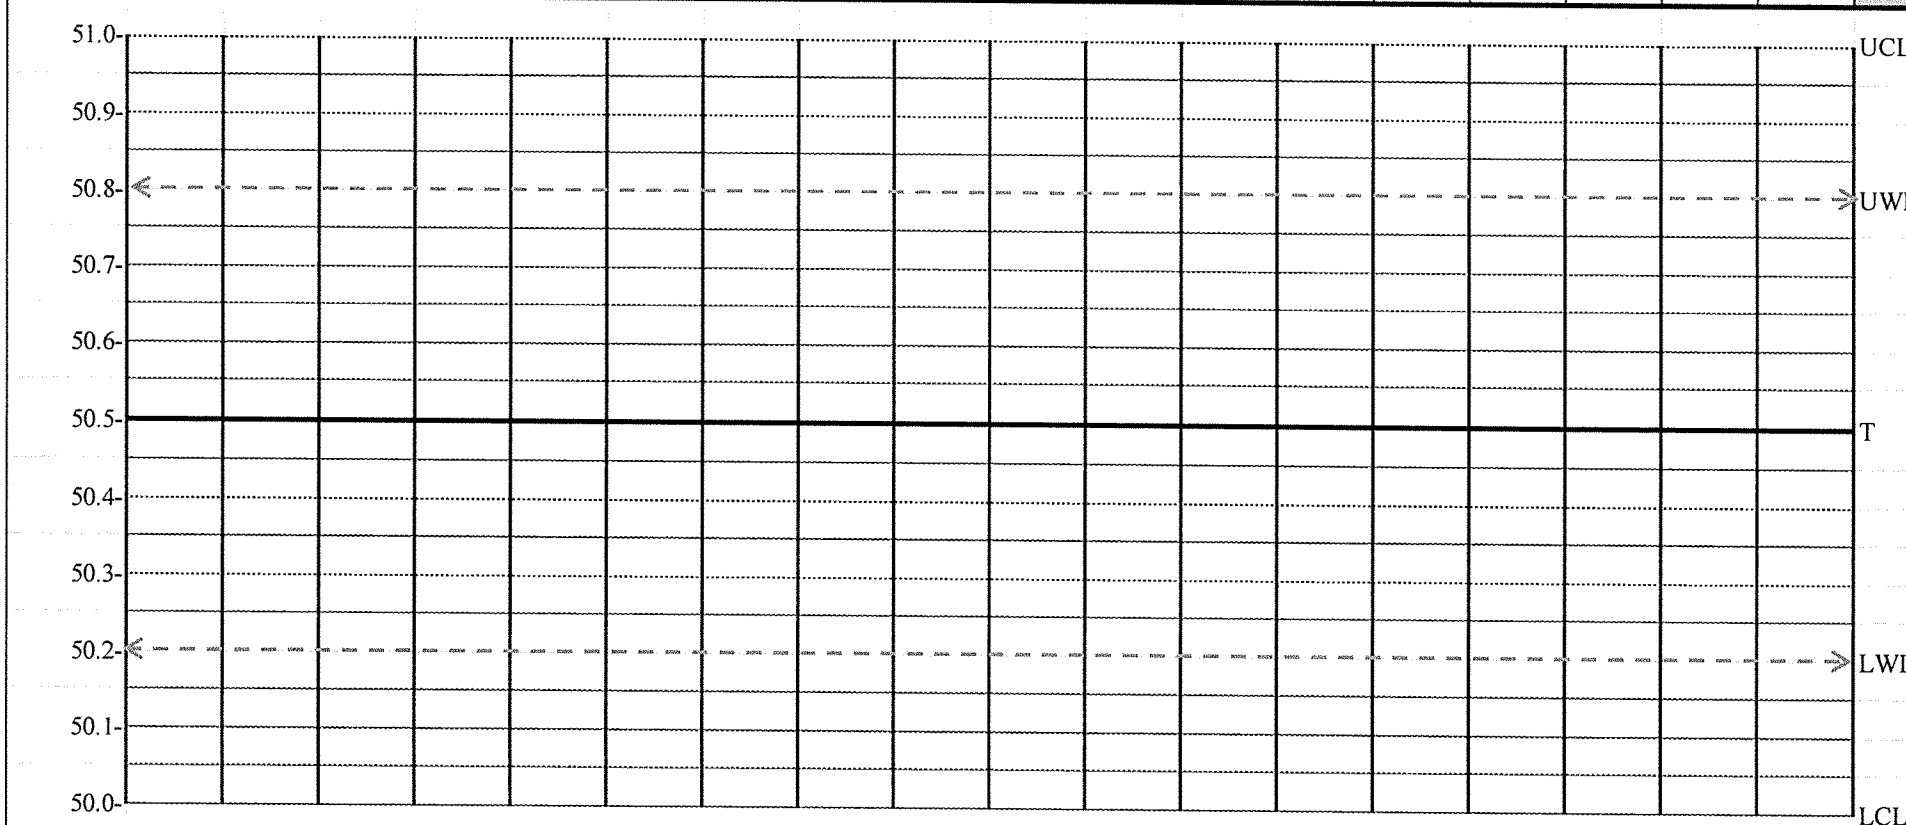 51.0- UCL
50.9-
50.8- UWL
50.7-
50.6-
50.5- T
50.4-
50.3-
50.2- LWL
50.1-
50.0- LCL